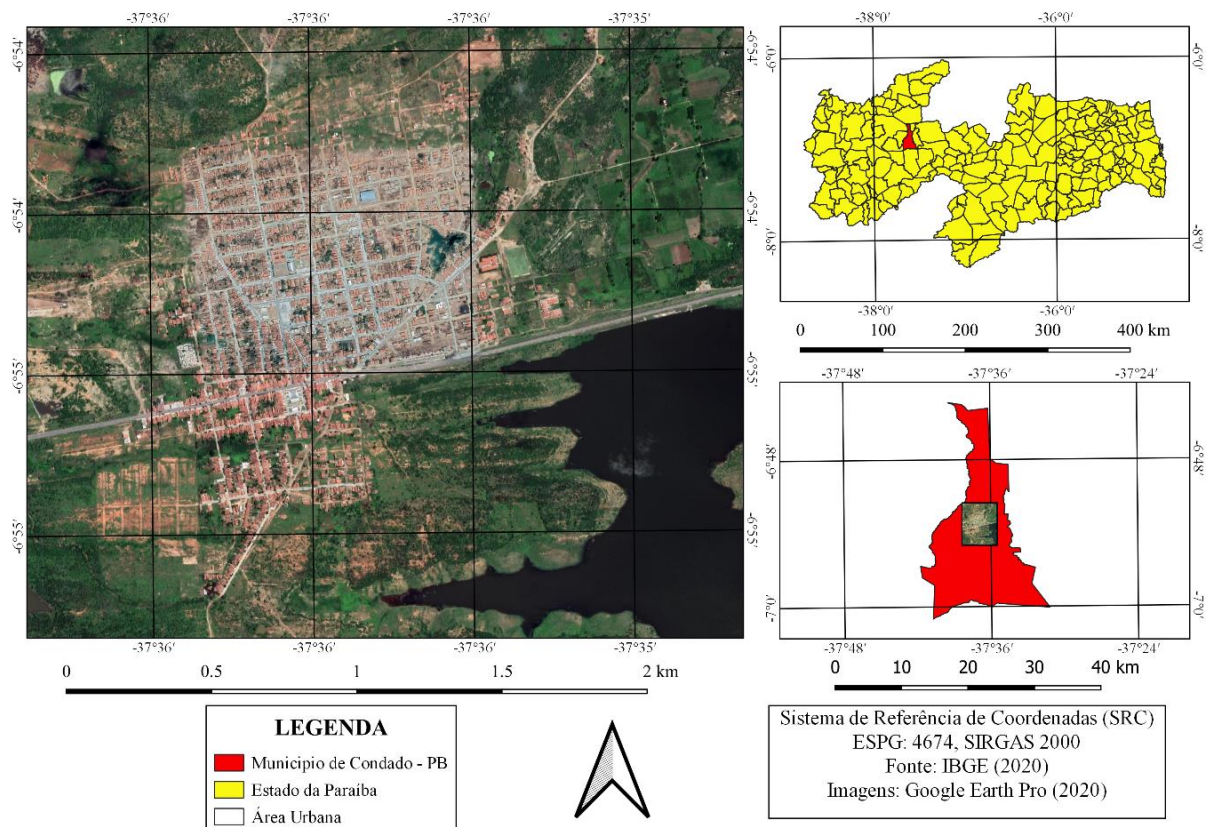 -37°36′ -37°36′ -37°36′ -37°35′
-6°54′ -6°54′
-6°54′ -6°54′
-6°55′ -6°55′
-6°55′ -6°55′
-37°36′ -37°36′ -37°36′ -37°35′
0 0.5 1 1.5 2 km
LEGENDA
Municipio de Condado - PB
Estado da Paraíba
Área Urbana
-38°0′ -36°0′
-6°0′ -6°0′
-8°0′ -8°0′
-38°0′ -36°0′
0 100 200 300 400 km
-37°48′ -37°36′ -37°24′
-6°48′ -6°48′
-7°0′ -7°0′
-37°48′ -37°36′ -37°24′
0 10 20 30 40 km
Sistema de Referência de Coordenadas (SRC)
ESPG: 4674, SIRGAS 2000
Fonte: IBGE (2020)
Imagens: Google Earth Pro (2020)